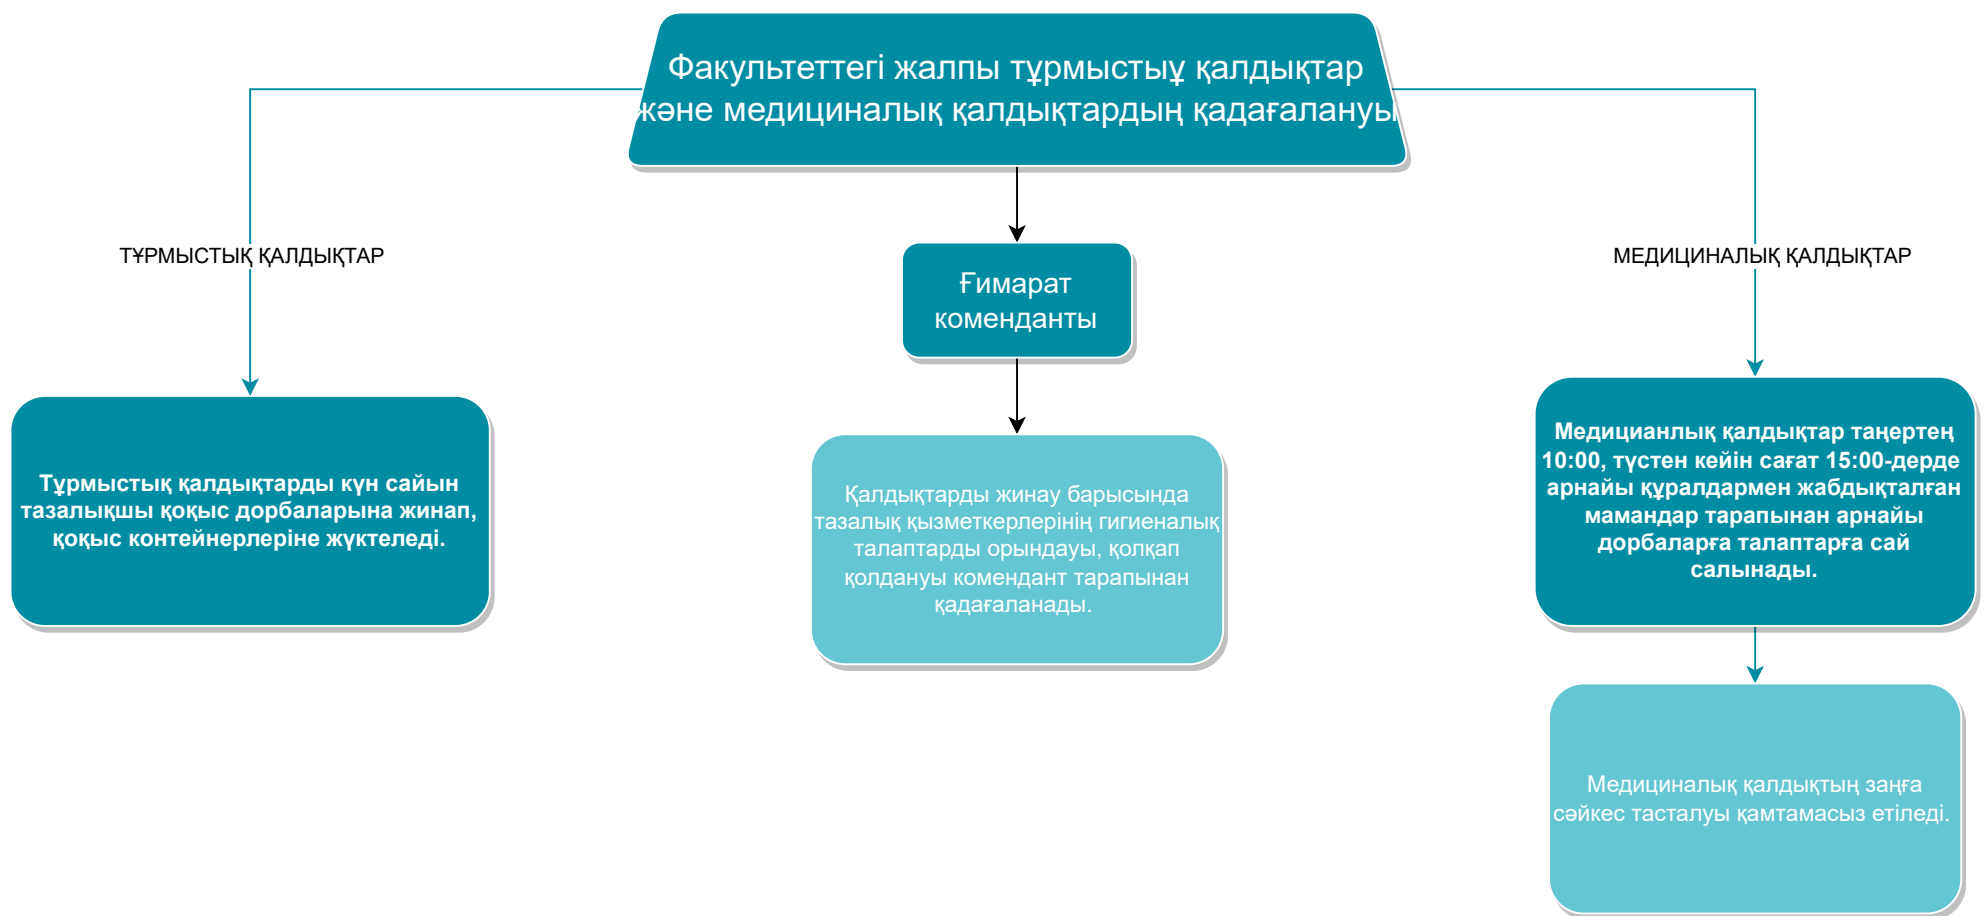 Факультеттегі жалпы тұрмыстыұ қалдықтар
және медициналық қалдықтардың қадағалануы
ТҰРМЫСТЫҚ ҚАЛДЫҚТАР
Ғимарат
коменданты
МЕДИЦИНАЛЫҚ ҚАЛДЫҚТАР
Тұрмыстық қалдықтарды күн сайын
тазалықшы қоқыс дорбаларына жинап,
қоқыс контейнерлеріне жүктеледі.
Қалдықтарды жинау барысында
тазалық қызметкерлерінің гигиеналық
талаптарды орындауы, қолқап
қолдануы комендант тарапынан
қадағаланады.
Медицианлық қалдықтар таңертең
10:00, түстен кейін сағат 15:00-дерде
арнайы құралдармен жабдықталған
мамандар тарапынан арнайы
дорбаларға талаптарға сай
салынады.
Медициналық қалдықтың заңға
сәйкес тасталуы қамтамасыз етіледі.